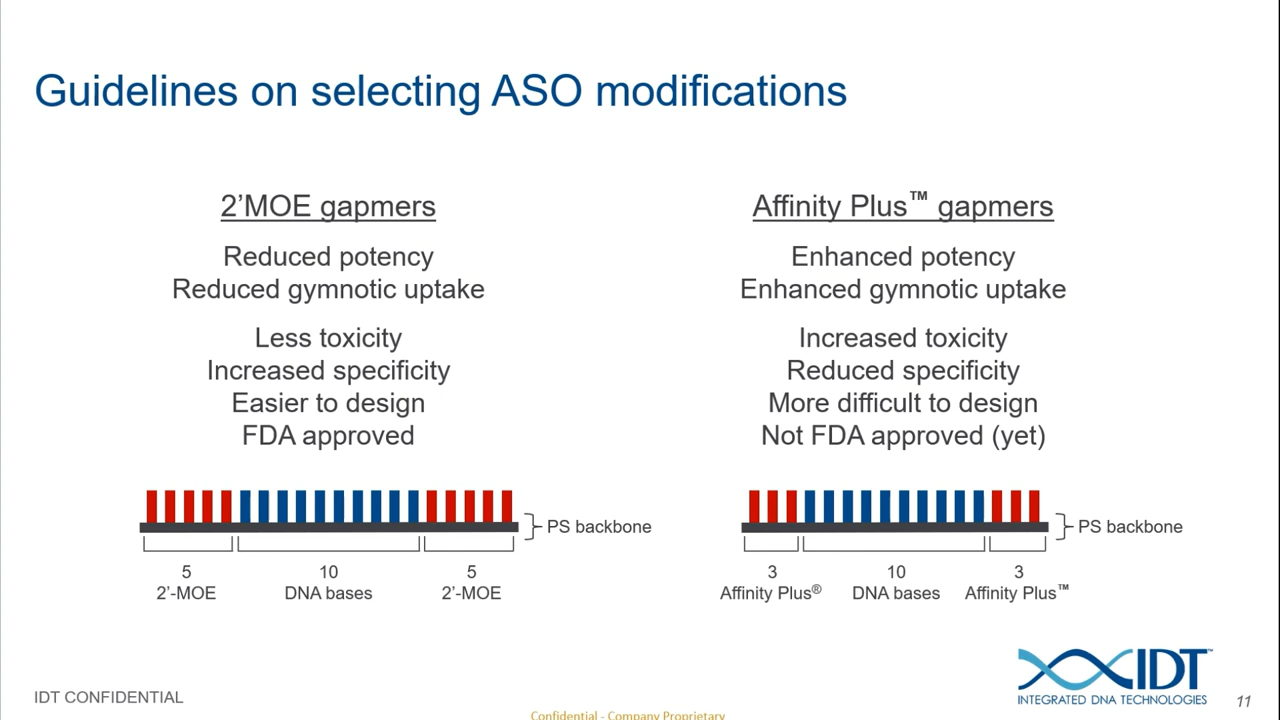 Guidelines on selecting ASO modifications
2’MOE gapmers
Reduced potency
Reduced gymnotic uptake
Less toxicity
Increased specificity
Easier to design
FDA approved
PS backbone
5
10
5
2’-MOE
DNA bases
2’-MOE
Affinity Plus™ gapmers
Enhanced potency
Enhanced gymnotic uptake
Increased toxicity
Reduced specificity
More difficult to design
Not FDA approved (yet)
PS backbone
3
10
3
Affinity Plus®
DNA bases
Affinity Plus™
IDT CONFIDENTIAL
Confidential - Company Proprietary
IDT™
INTEGRATED DNA TECHNOLOGIES
11